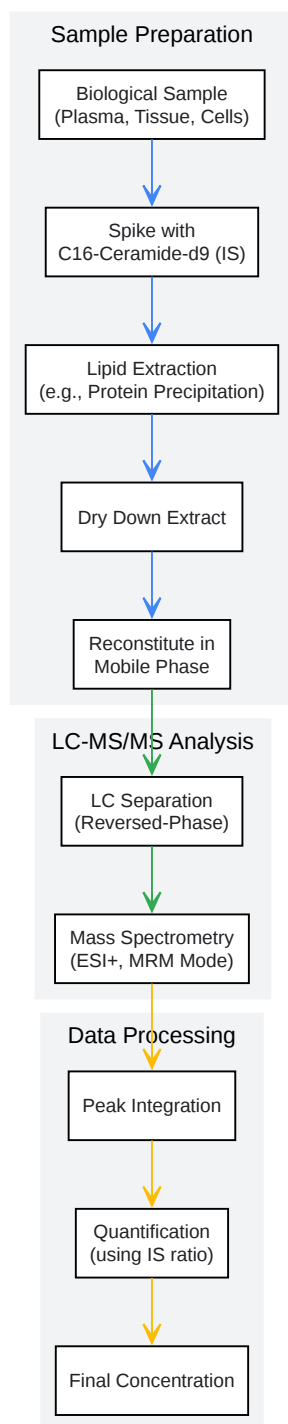 Sample Preparation
Biological Sample
(Plasma, Tissue, Cells)
Spike with
C16-Ceramide-d9 (IS)
Lipid Extraction
(e.g., Protein Precipitation)
Dry Down Extract
Reconstitute in
Mobile Phase
LC-MS/MS Analysis
LC Separation
(Reversed-Phase)
Mass Spectrometry
(ESI+, MRM Mode)
Data Processing
Peak Integration
Quantification
(using IS ratio)
Final Concentration